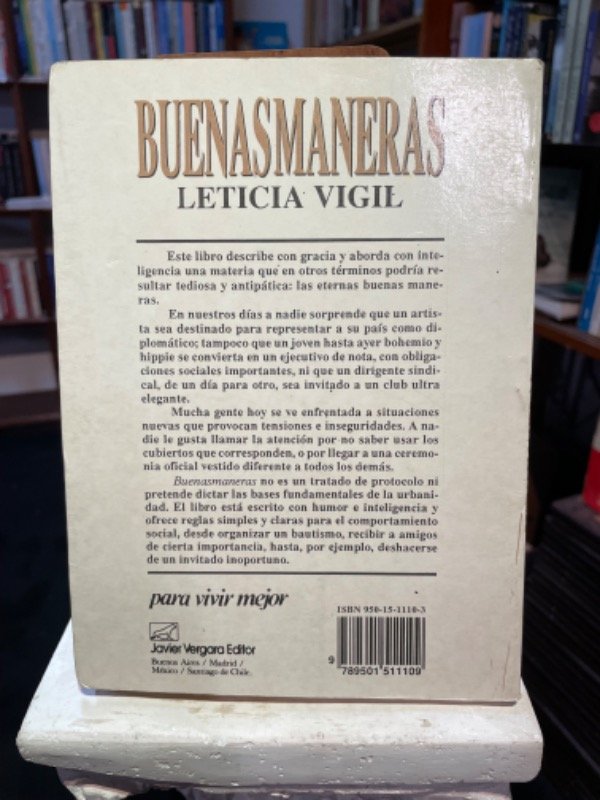 BUENASMANERAS
LETICIA VIGIL
Este libro describe con gracia y aborda con inte-
ligencia una materia que en otros términos podría re-
sultar tediosa y antipática: las eternas buenas mane-
ras.
En nuestros días a nadie sorprende que un artis-
ta sea destinado para representar a su país como di-
plomático; tampoco que un joven hasta ayer bohemio y
hippie se convierta en un ejecutivo de nota, con obliga-
ciones sociales importantes, ni que un dirigente sindi-
cal, de un día para otro, sea invitado a un club ultra
elegante.
Mucha gente hoy se ve enfrentada a situaciones
nuevas que provocan tensiones e inseguridades. A na-
die le gusta llamar la atención por no saber usar los
cubiertos que corresponden, o por llegar a una ceremo-
nia oficial vestido diferente a todos los demás.
Buenasmaneras no es un tratado de protocolo ni
pretende dictar las bases fundamentales de la urbani-
dad. El libro está escrito con humor e inteligencia y
ofrece reglas simples y claras para el comportamiento
social, desde organizar un bautismo, recibir a amigos
de cierta importancia, hasta, por ejemplo, deshacerse
de un invitado inoportuno.
para vivir mejor
ISBN 950-15-1110-3
Javier Vergara Editor
Buenos Aires / Madrid /
México / Santiago de Chile.
9 789501 511109